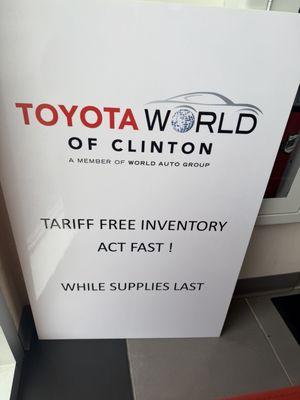 TOYOTA WORLD
OF CLINTON
A MEMBER OF WORLD AUTO GROUP
TARIFF FREE INVENTORY
ACT FAST !
WHILE SUPPLIES LAST